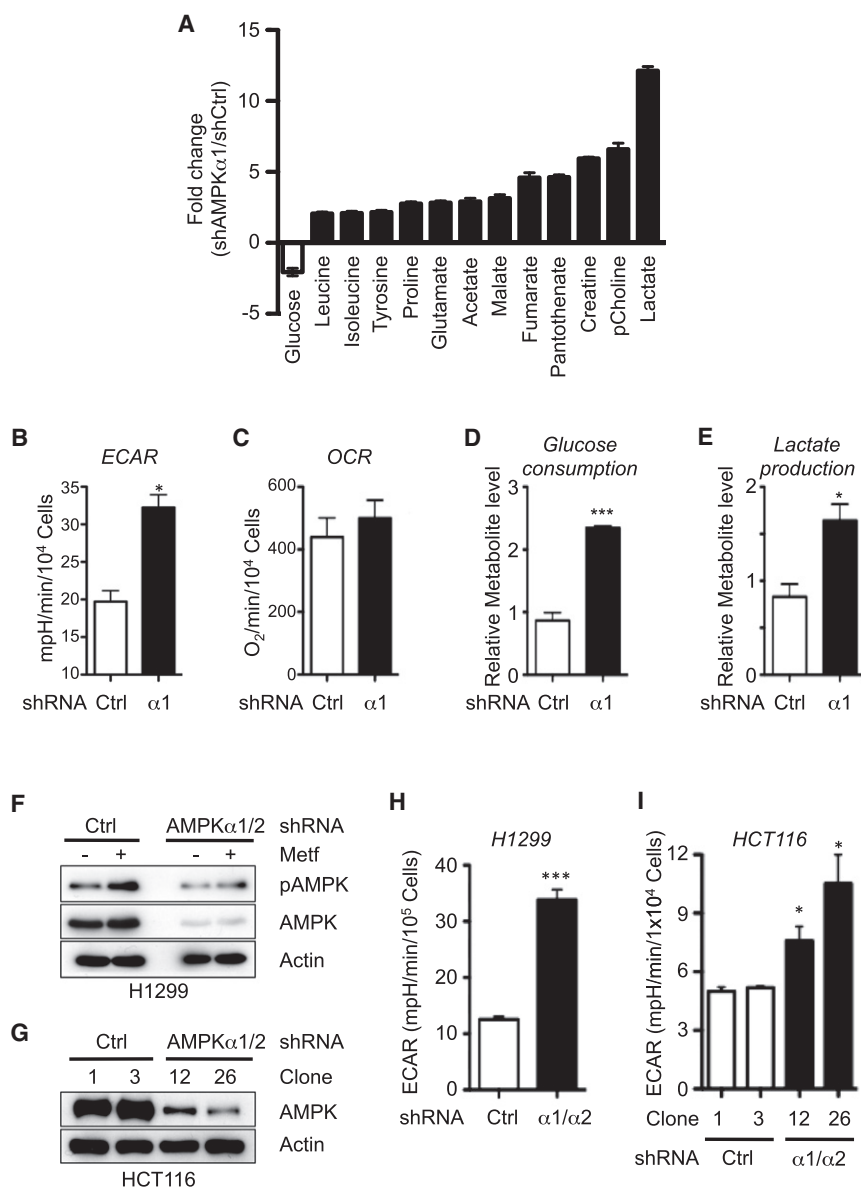 A
Fold change
(shAMPKα1/shCtrl)
15
10
5
0
-5
Glucose
Leucine
Isoleucine
Tyrosine
Proline
Glutamate
Acetate
Malate
Fumarate
Pantothenate
Creatine
pCholine
Lactate
B
ECAR
mpH/min/10⁴ Cells
35
30
25
20
15
10
*
shRNA Ctrl α1
C
OCR
O₂/min/10⁴ Cells
600
400
200
0
shRNA Ctrl α1
D
Glucose
consumption
Relative Metabolite level
3
2
1
0
***
shRNA Ctrl α1
E
Lactate
production
Relative Metabolite level
2
1
0
*
shRNA Ctrl α1
F
Ctrl AMPKα1/2 shRNA
- + - + Metf
pAMPK
AMPK
Actin
H1299
G
Ctrl AMPKα1/2 shRNA
1 3 12 26 Clone
AMPK
Actin
HCT116
H
H1299
ECAR (mpH/min/10⁵ Cells)
40
30
20
10
0
***
shRNA Ctrl α1/α2
I
HCT116
ECAR (mpH/min/1x10⁴ Cells)
12
9
6
3
0
*
*
Clone 1 3 12 26
shRNA Ctrl α1/α2